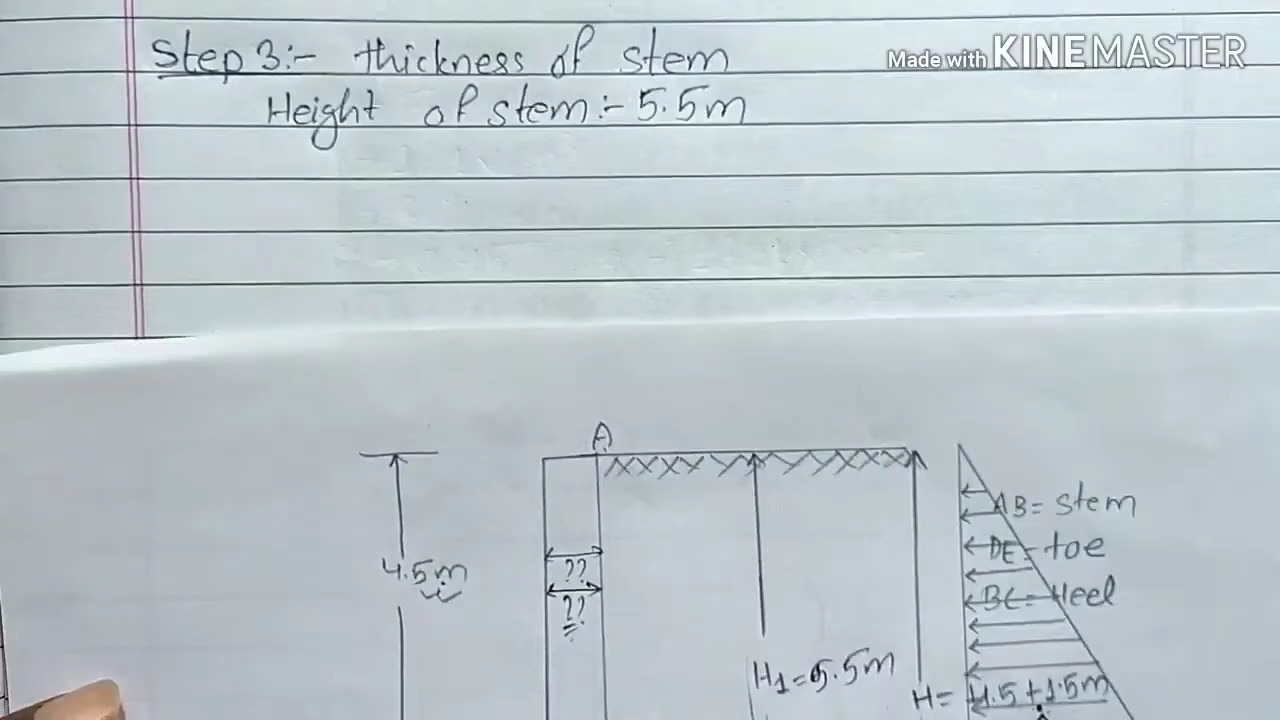 Step 3:- thickness of stem
Made with KINEMASTER
Height of stem:- 5.5m
A
AB= stem
DE= toe
4.5m
??
BC= Heel
??
H1=5.5m
H= 4.5+1.5m